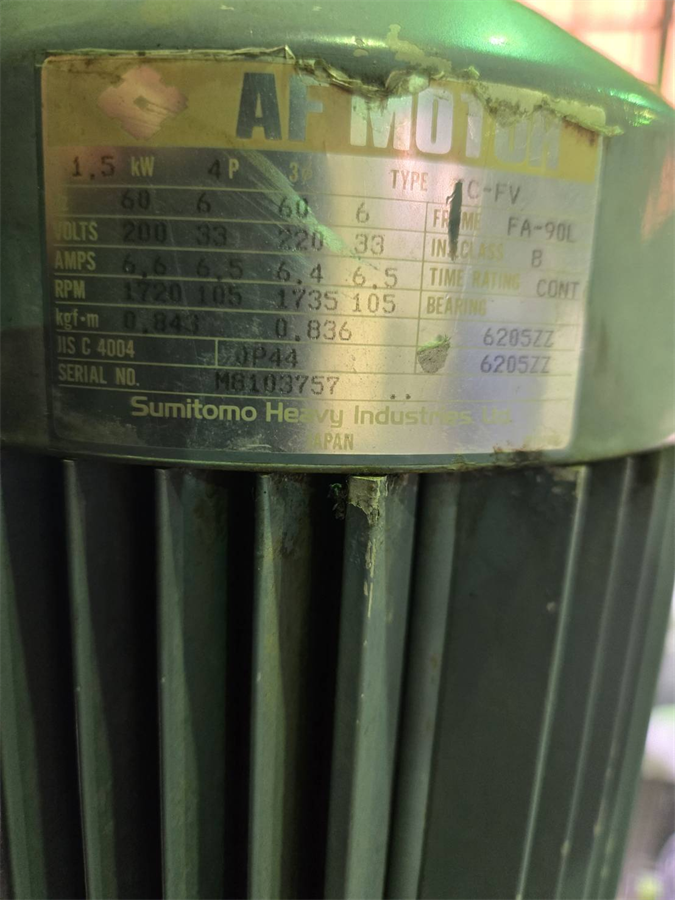 AF MOTOR
1.5 kW 4 P 3φ TYPE C-FV
60 6 60 6 FRAME FA-90L
VOLTS 200 33 220 33 INS.CLASS B
AMPS 6.6 6.5 6.4 6.5 TIME RATING CONT
RPM 1720 105 1735 105 BEARING
kgf·m 0.843 0.836 6205ZZ
JIS C 4004 JP44 6205ZZ
SERIAL NO. M8103757
Sumitomo Heavy Industries, Ltd.
JAPAN